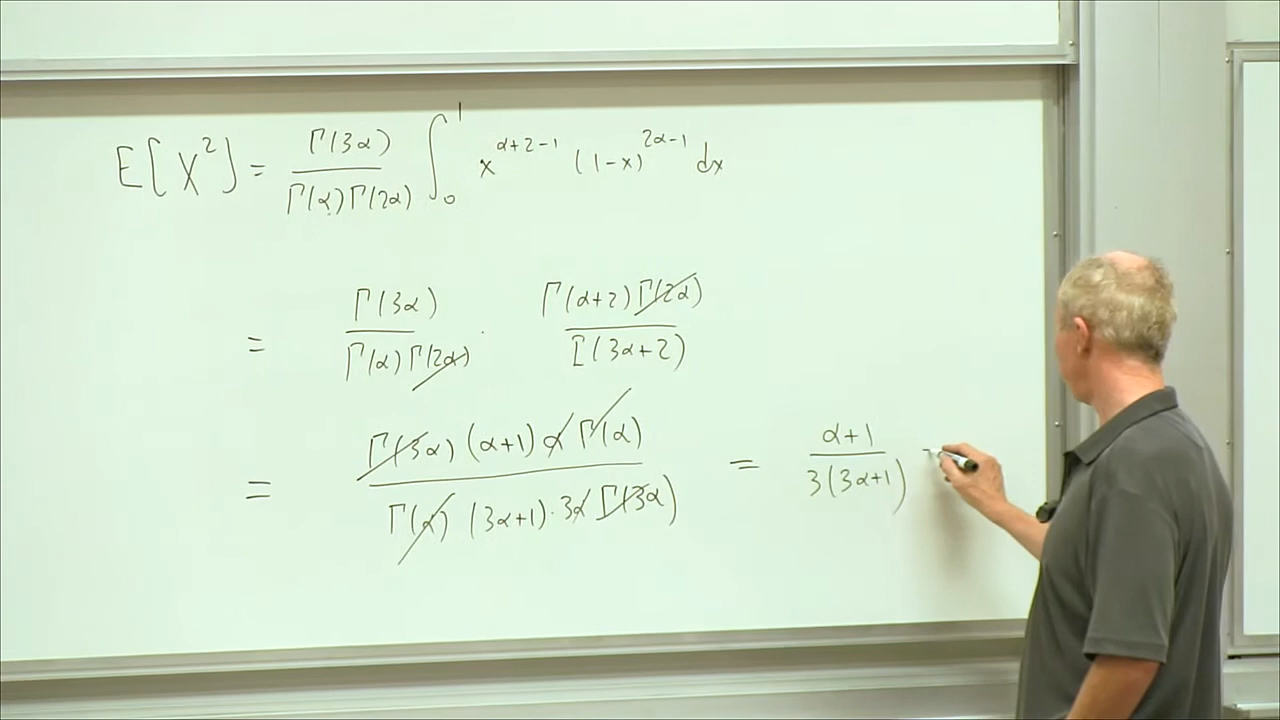 E[X²] = Γ(3α) / Γ(α)Γ(2α) ∫₀¹ x^(α+2-1) (1-x)^(2α-1) dx
= Γ(3α) / Γ(α)Γ(2α) · Γ(α+2)Γ(2α) / Γ(3α+2)
= Γ(3α)(α+1)αΓ(α) / Γ(α)(3α+1)·3αΓ(3α) = α+1 / 3(3α+1)